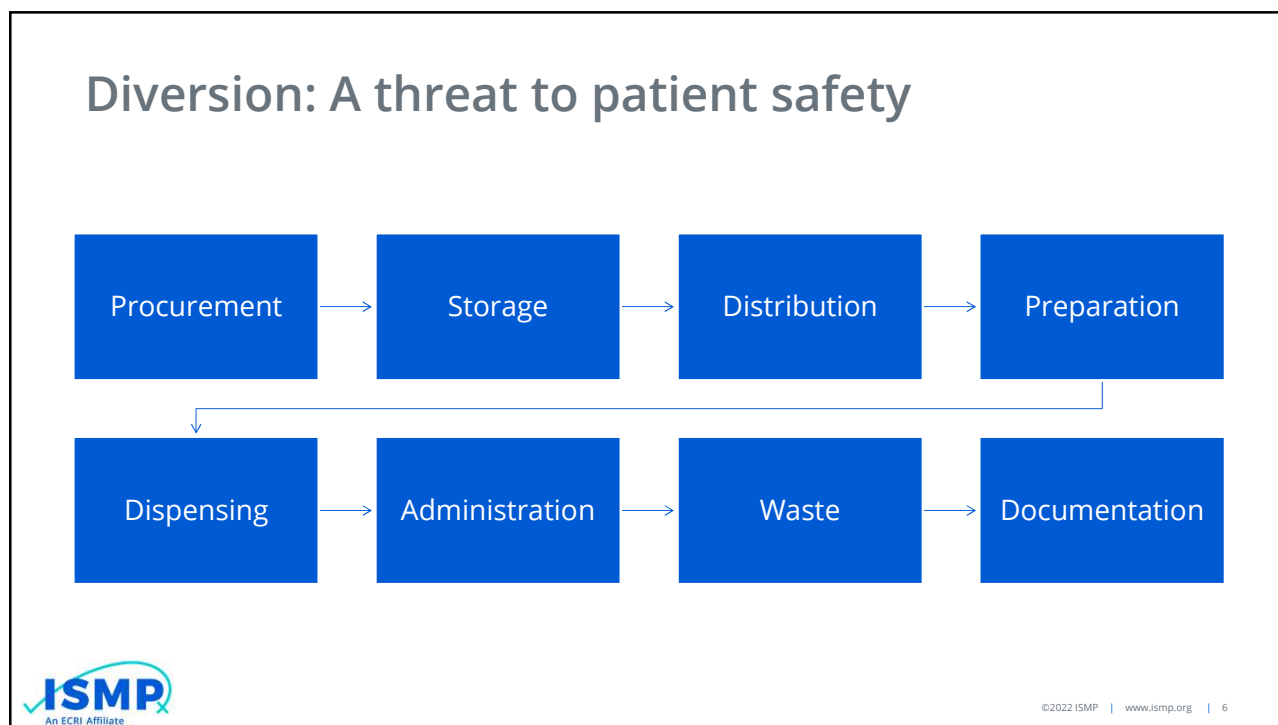 Diversion: A threat to patient safety
Procurement
Storage
Distribution
Preparation
Dispensing
Administration
Waste
Documentation
ISMP
An ECRI Affiliate
©2022 ISMP | www.ismp.org | 6